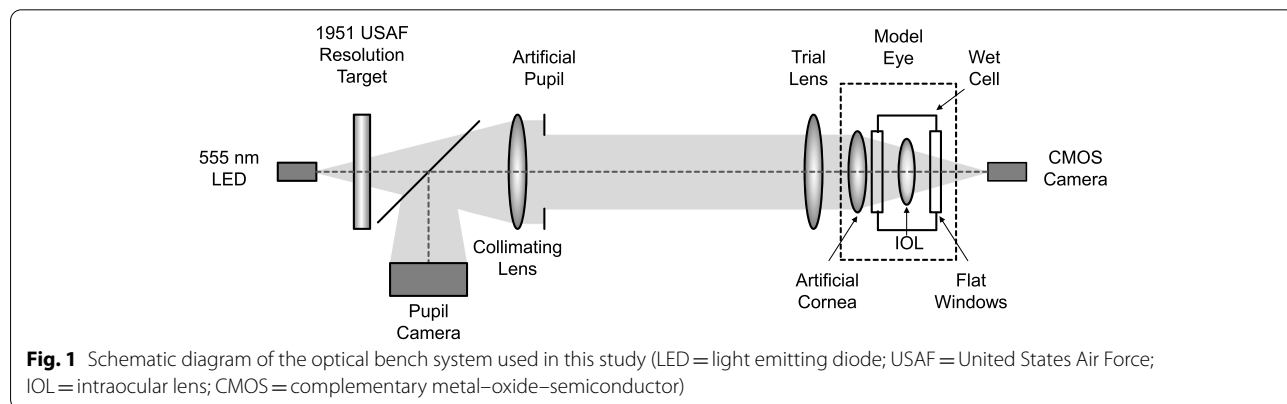 1951 USAF
Resolution
Target
Artificial
Pupil
Trial
Lens
Model
Eye
Wet
Cell
555 nm
LED
CMOS
Camera
Collimating
Lens
IOL
Artificial
Cornea
Flat
Windows
Pupil
Camera
Fig. 1 Schematic diagram of the optical bench system used in this study (LED = light emitting diode; USAF = United States Air Force;
IOL = intraocular lens; CMOS = complementary metal–oxide–semiconductor)